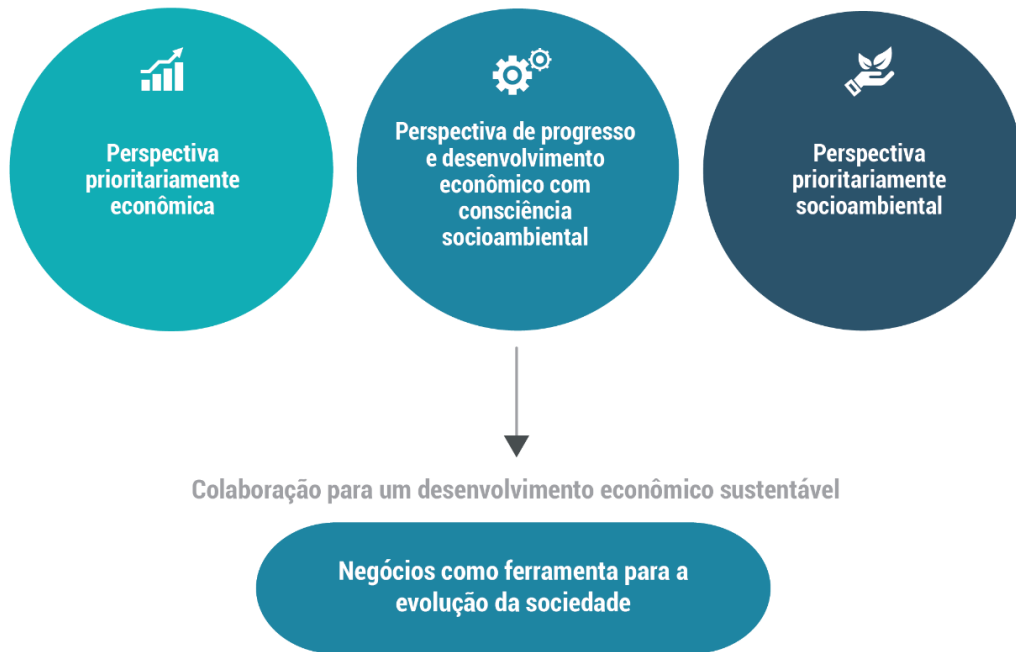 Perspectiva
prioritariamente
econômica
Perspectiva de progresso
e desenvolvimento
econômico com
consciência
socioambiental
Perspectiva
prioritariamente
socioambiental
Colaboração para um desenvolvimento econômico sustentável
Negócios como ferramenta para a
evolução da sociedade